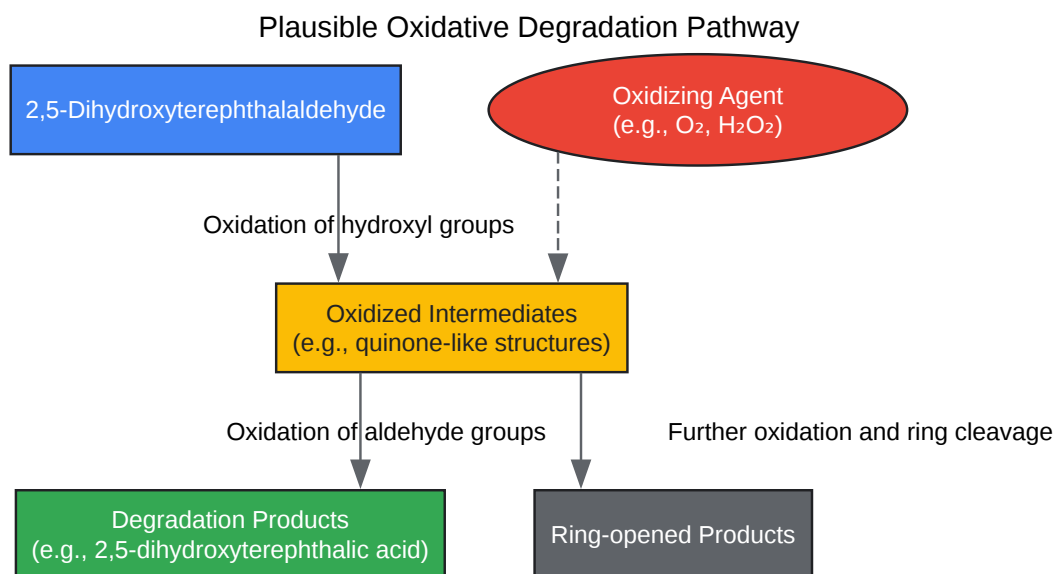 Plausible Oxidative Degradation Pathway
2,5-Dihydroxyterephthalaldehyde
Oxidizing Agent
(e.g., O₂, H₂O₂)
Oxidation of hydroxyl groups
Oxidized Intermediates
(e.g., quinone-like structures)
Oxidation of aldehyde groups
Further oxidation and ring cleavage
Degradation Products
(e.g., 2,5-dihydroxyterephthalic acid)
Ring-opened Products